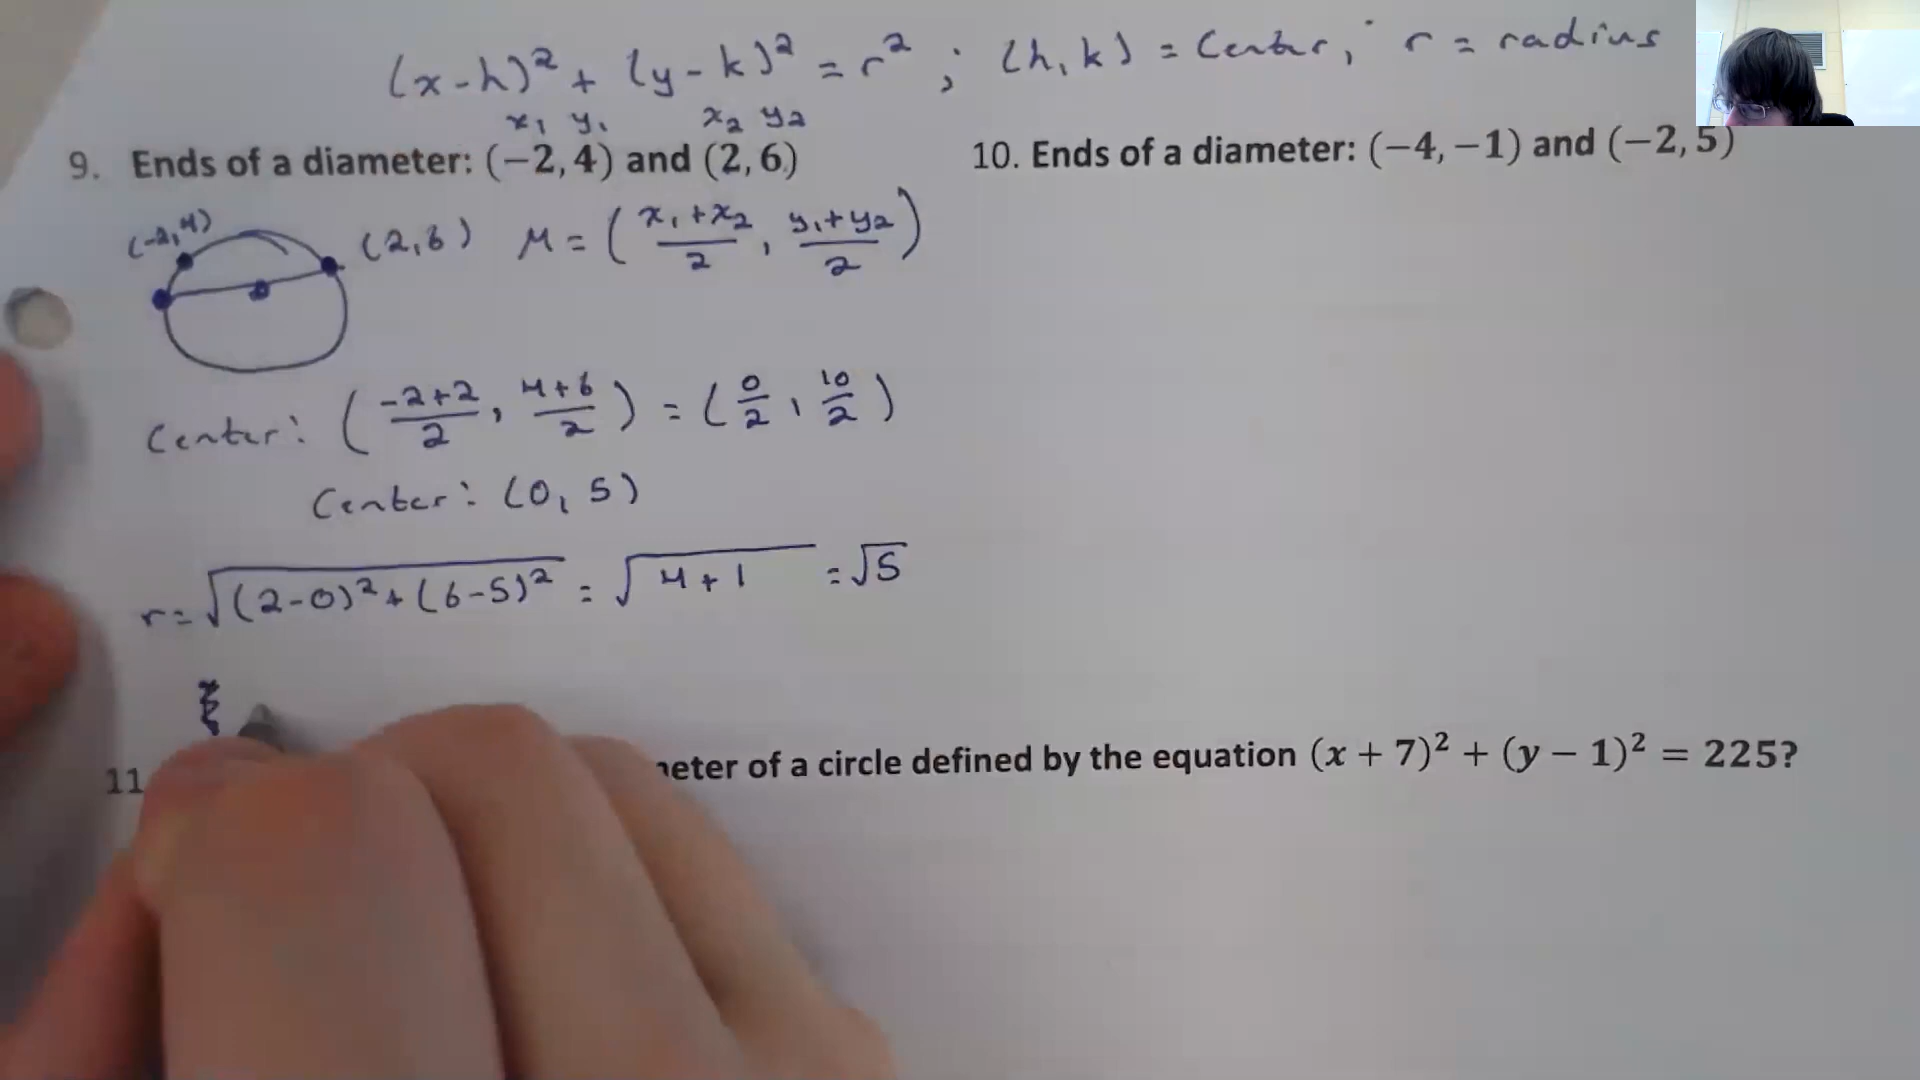 (x-h)² + (y-k)² = r² ; (h,k) = Center, r = radius
x₁ y₁ x₂ y₂
9. Ends of a diameter: (−2, 4) and (2, 6)
10. Ends of a diameter: (−4, −1) and (−2, 5)
(-2,4)
(2,6)
M = ( (x₁+x₂)/2 , (y₁+y₂)/2 )
Center: ( (-2+2)/2 , (4+6)/2 ) = ( 0/2 , 10/2 )
Center: (0, 5)
r = √((2-0)² + (6-5)²) = √(4+1) = √5
11 meter of a circle defined by the equation (x + 7)² + (y − 1)² = 225?